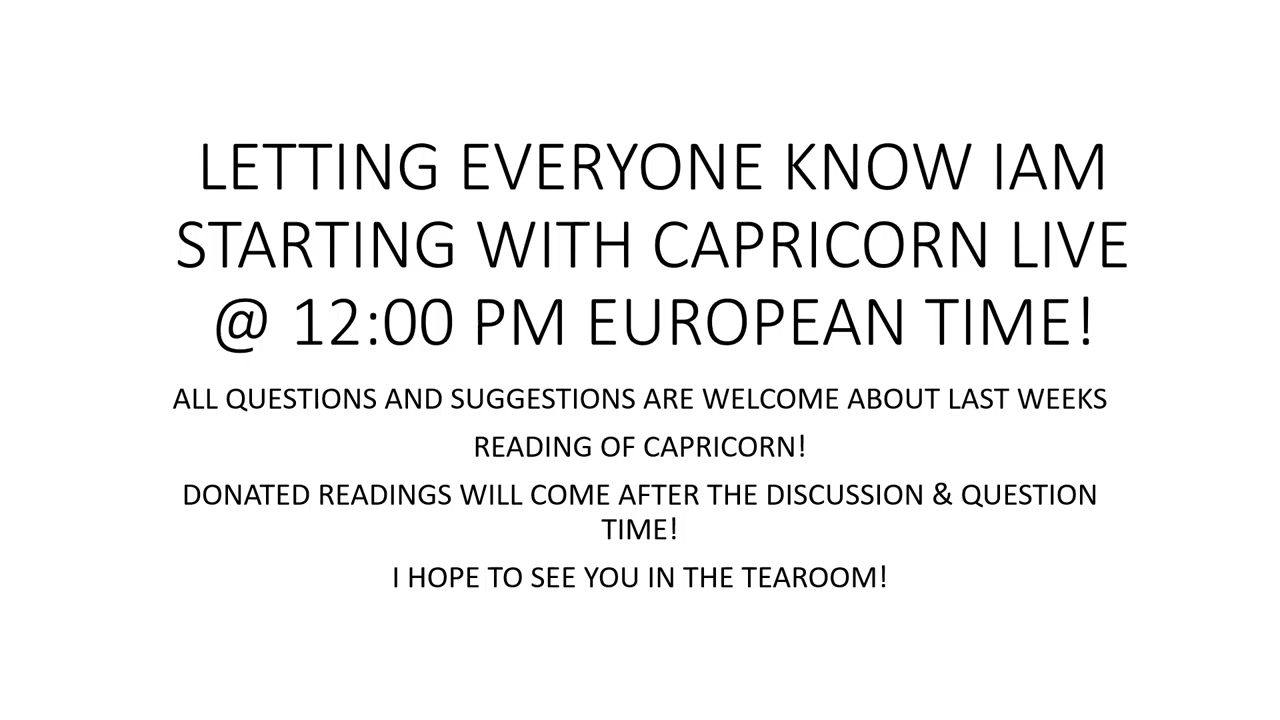 LETTING EVERYONE KNOW IAM
STARTING WITH CAPRICORN LIVE
@ 12:00 PM EUROPEAN TIME!
ALL QUESTIONS AND SUGGESTIONS ARE WELCOME ABOUT LAST WEEKS
READING OF CAPRICORN!
DONATED READINGS WILL COME AFTER THE DISCUSSION & QUESTION
TIME!
I HOPE TO SEE YOU IN THE TEAROOM!